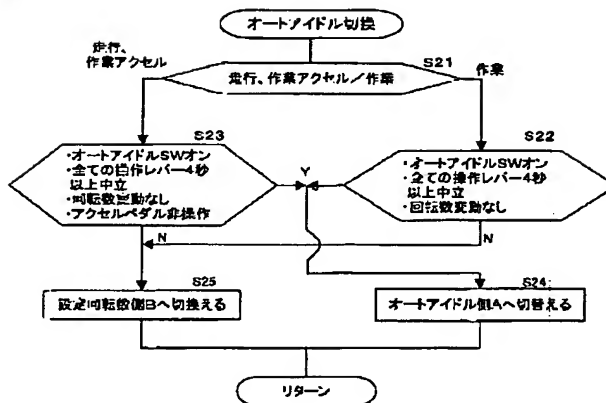 オートアイドル切換
走行、
作業アクセル
S21
走行、作業アクセル/作業
作業
S23
・オートアイドルSWオン
・全ての操作レバー4秒
以上中立
・回転数変動なし
・アクセルペダル非操作
Y
S22
・オートアイドルSWオン
・全ての操作レバー4秒
以上中立
・回転数変動なし
N
N
S25
設定回転数側Bへ切換える
S24
オートアイドル側Aへ切替える
リターン